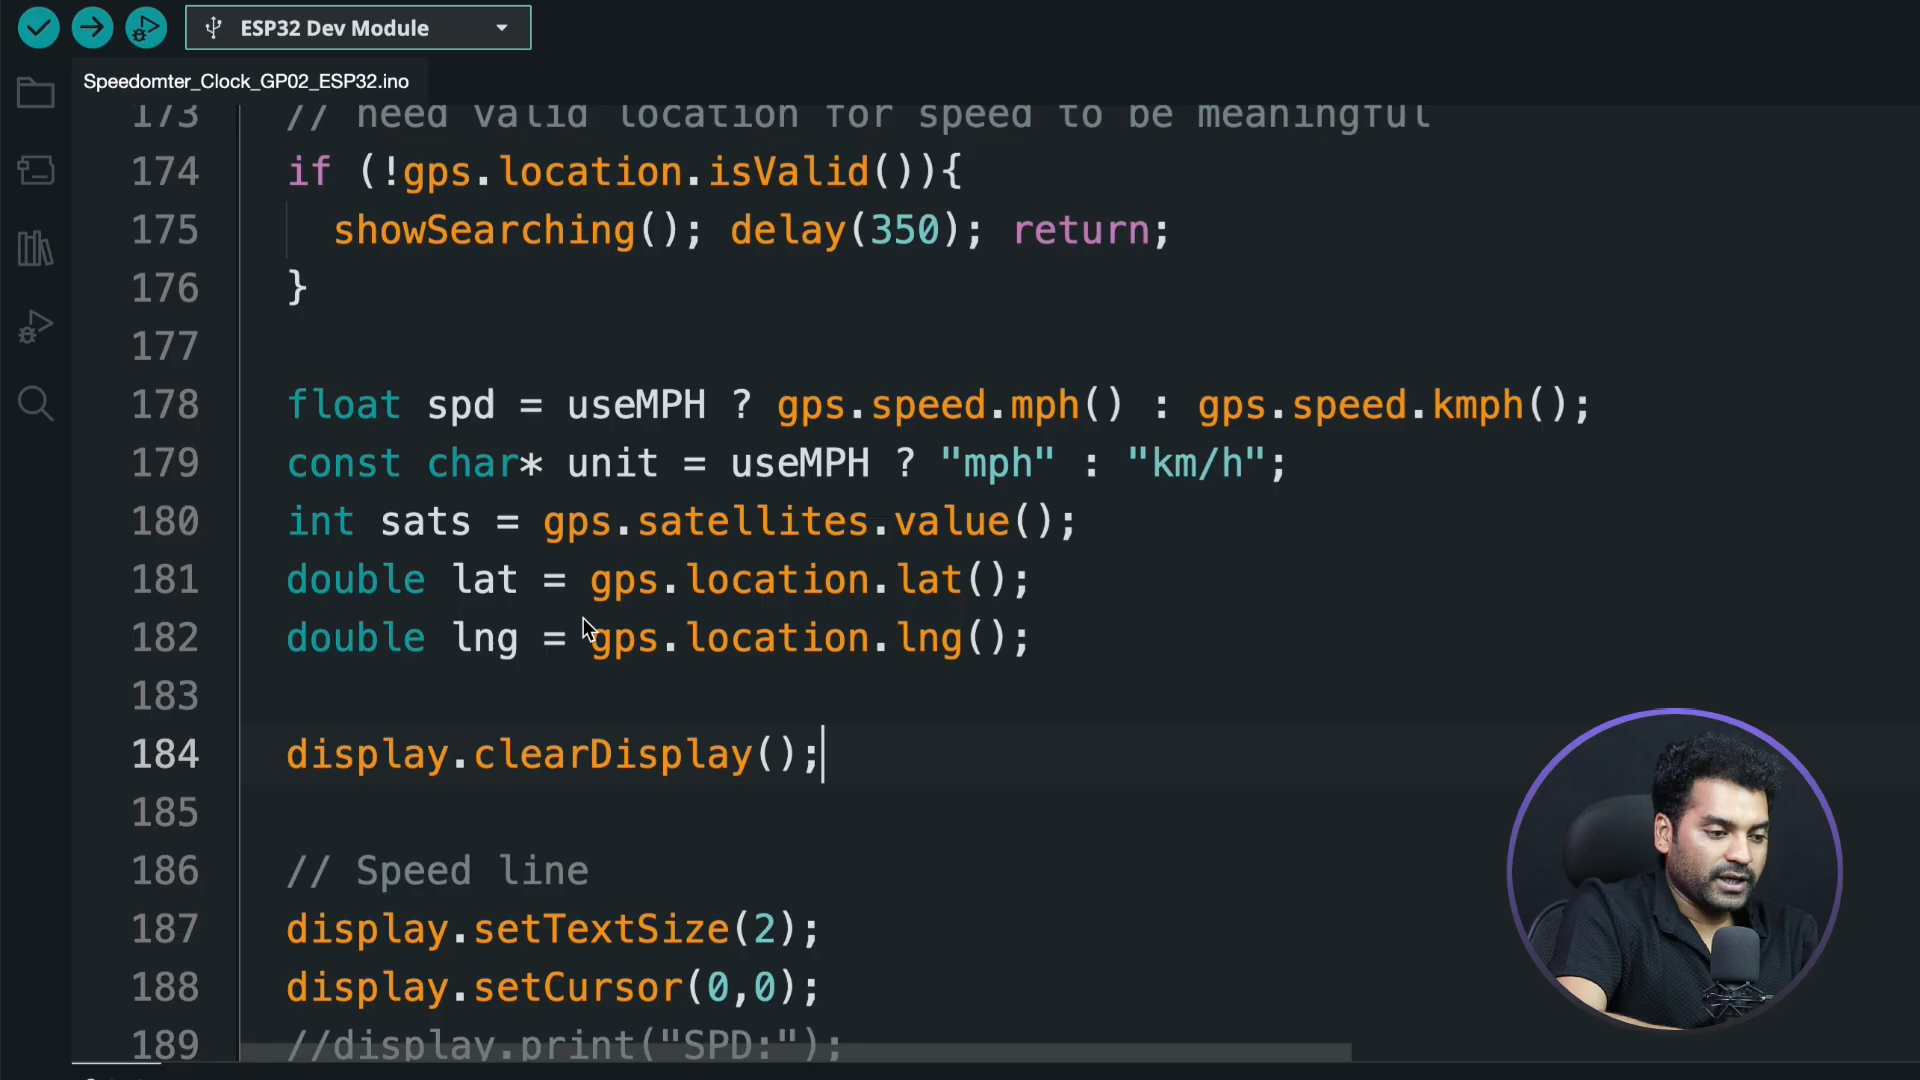 ESP32 Dev Module
Speedomter_Clock_GP02_ESP32.ino
173 // need valid location for speed to be meaningful
174 if (!gps.location.isValid()){
175 showSearching(); delay(350); return;
176 }
177
178 float spd = useMPH ? gps.speed.mph() : gps.speed.kmph();
179 const char* unit = useMPH ? "mph" : "km/h";
180 int sats = gps.satellites.value();
181 double lat = gps.location.lat();
182 double lng = gps.location.lng();
183
184 display.clearDisplay();
185
186 // Speed line
187 display.setTextSize(2);
188 display.setCursor(0,0);
189 //display.print("SPD:");